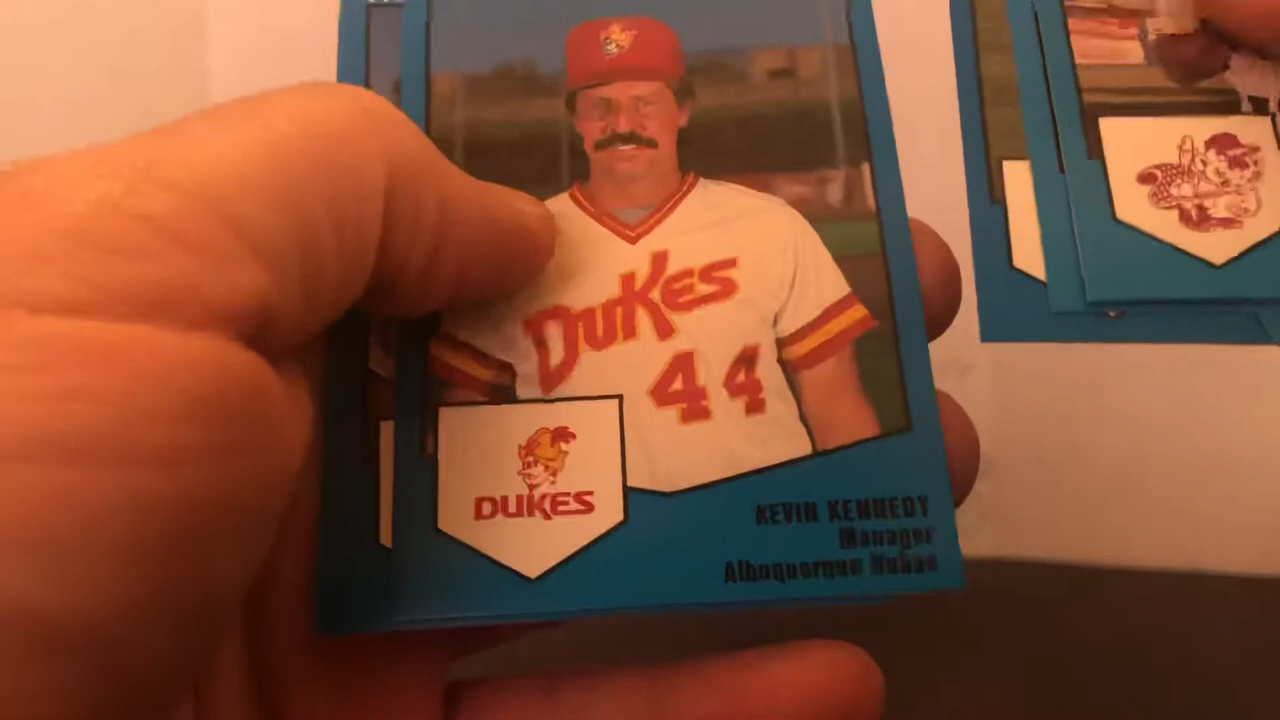 DUKES
44
DUKES
KEVIN KENNEDY
Manager
Albuquerque Dukes